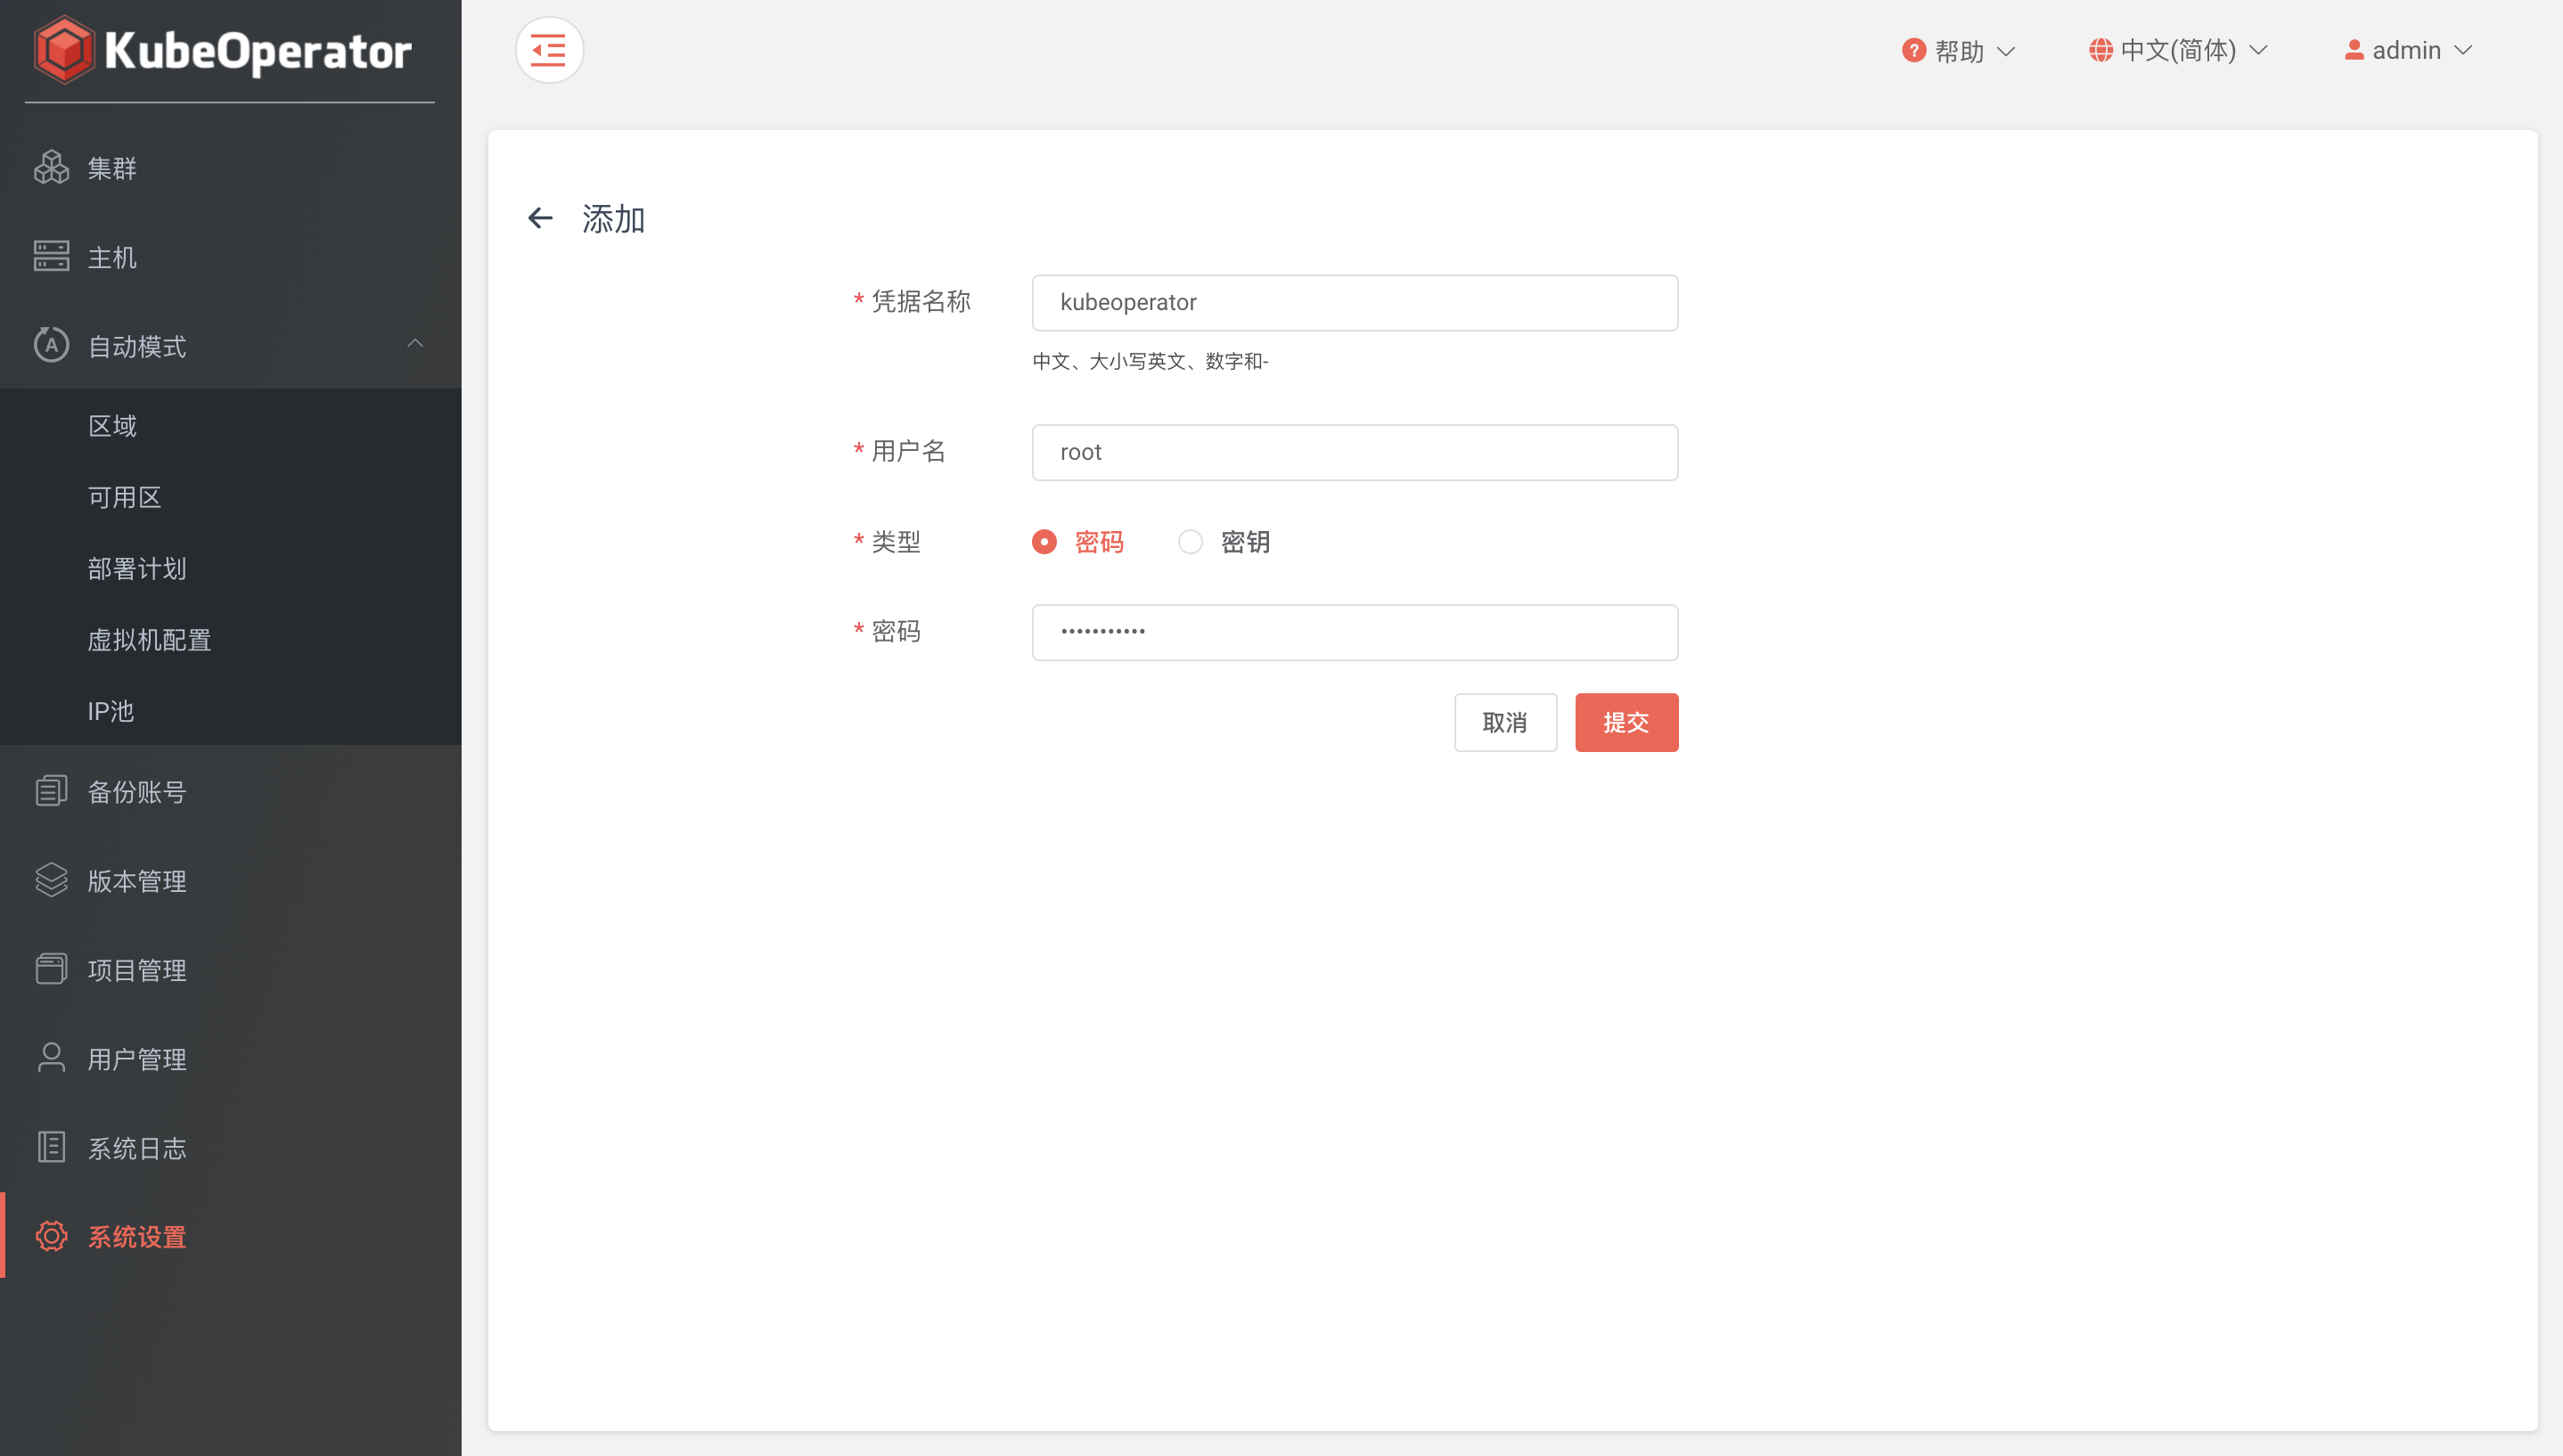 KubeOperator
帮助
中文(简体)
admin
集群
主机
自动模式
区域
可用区
部署计划
虚拟机配置
IP池
备份账号
版本管理
项目管理
用户管理
系统日志
系统设置
添加
* 凭据名称 kubeoperator
中文、大小写英文、数字和-
* 用户名 root
* 类型 密码 密钥
* 密码 •••••••••••
取消 提交